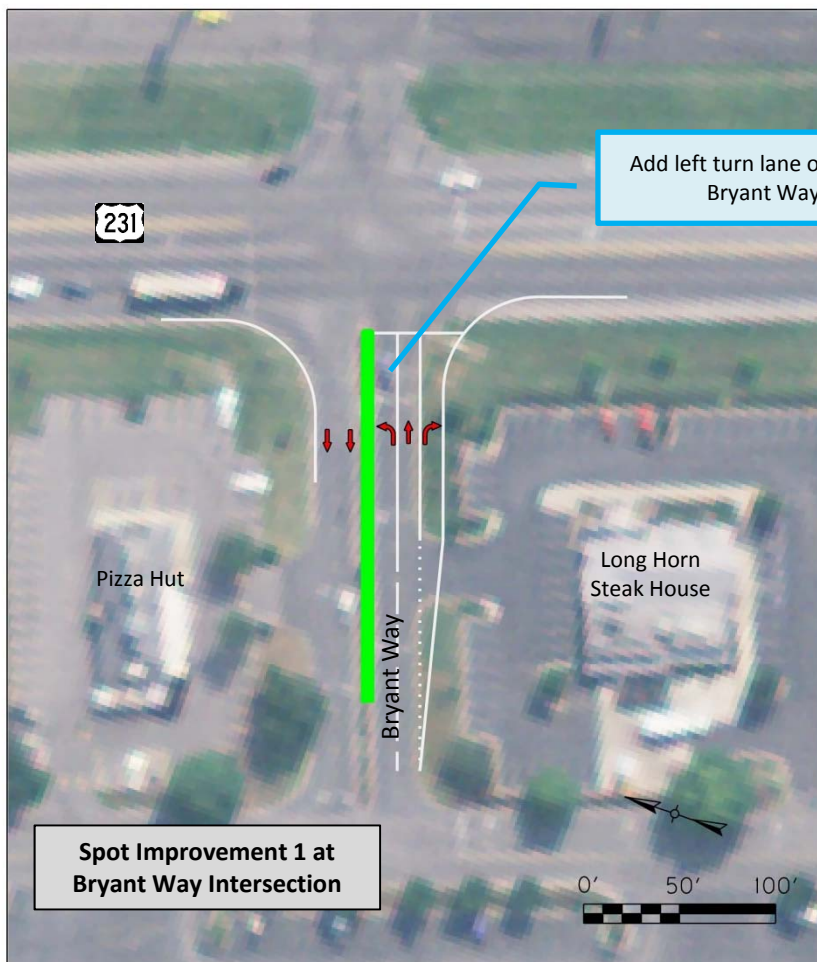 Add left turn lane o
Bryant Way
231
Pizza Hut
Long Horn
Steak House
Bryant Way
Spot Improvement 1 at
Bryant Way Intersection
0' 50' 100'